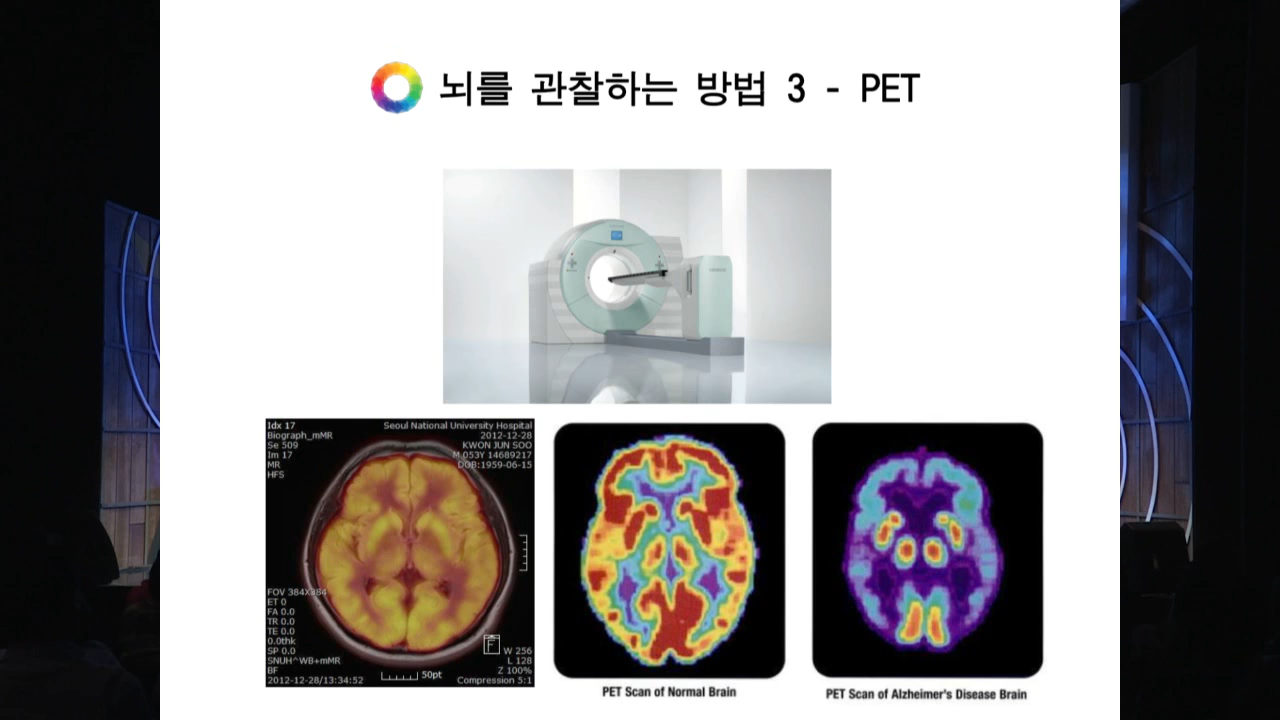 뇌를 관찰하는 방법 3 - PET
Idx 17
Biograph_mMR
Se 509
Im 17
MR
HFS
Seoul National University Hospital
2012-12-28
KWON JUN SOO
M 053Y 14689217
DOB:1959-06-15
FOV 384X384
ET 0
FA 0.0
TR 0.0
TE 0.0
0.0thk
SP 0.0
SNUH^WB+mMR
BF
2012-12-28/13:34:52
50pt
F
W 256
L 128
Z 100%
Compression 5:1
PET Scan of Normal Brain
PET Scan of Alzheimer's Disease Brain